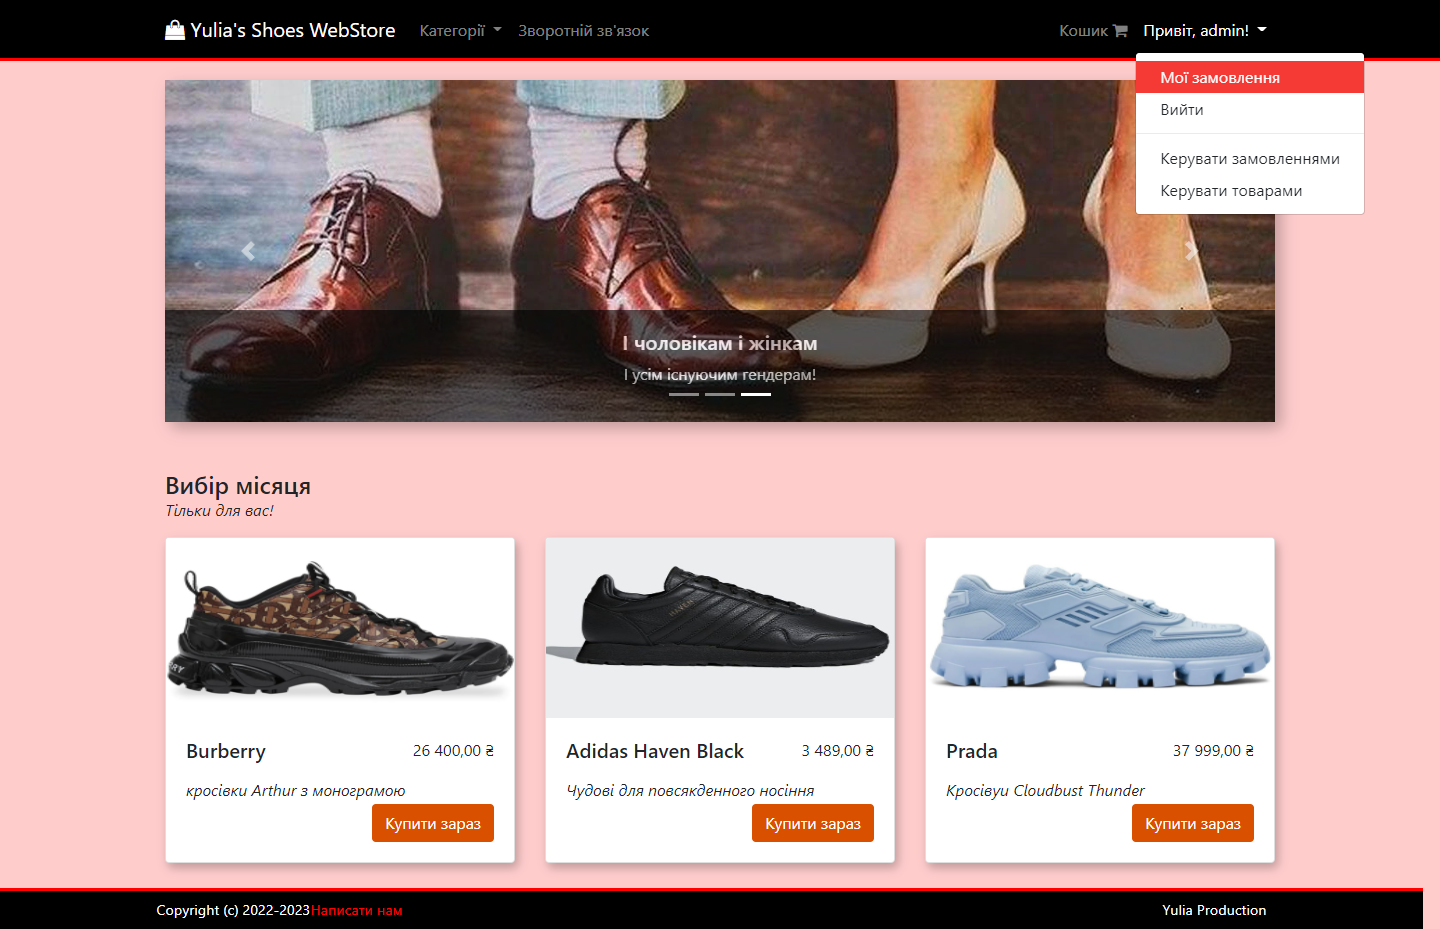 Yulia's Shoes WebStore
Категорії
Зворотній зв'язок
Кошик
Привіт, admin!
Мої замовлення
Вийти
Керувати замовленнями
Керувати товарами
І чоловікам і жінкам
І усім існуючим гендерам!
Вибір місяця
Тільки для вас!
HAVEN
Burberry
26 400,00 ₴
кросівки Arthur з монограмою
Купити зараз
Adidas Haven Black
3 489,00 ₴
Чудові для повсякденного носіння
Купити зараз
Prada
37 999,00 ₴
Кросівуи Cloudbust Thunder
Купити зараз
Copyright (c) 2022-2023Написати нам
Yulia Production